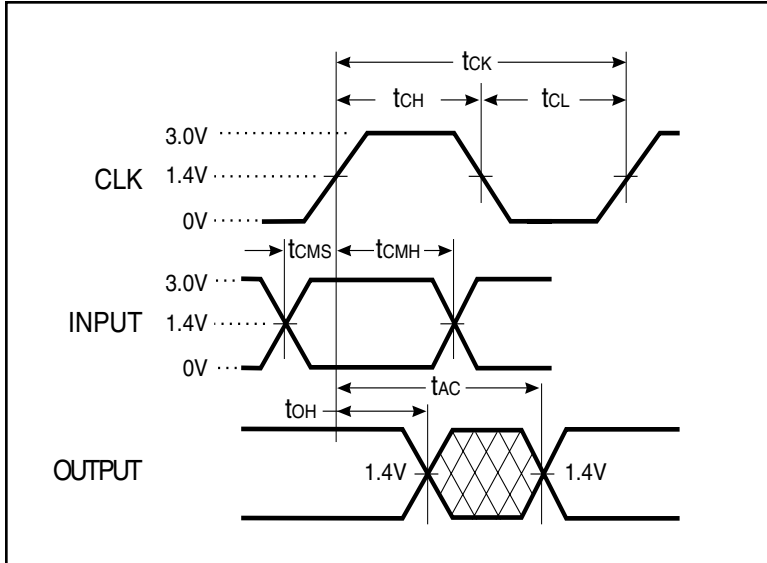 tCK
tCH tCL
3.0V
CLK 1.4V
0V
tCMS tCMH
3.0V
INPUT 1.4V
0V
tAC
tOH
OUTPUT 1.4V 1.4V